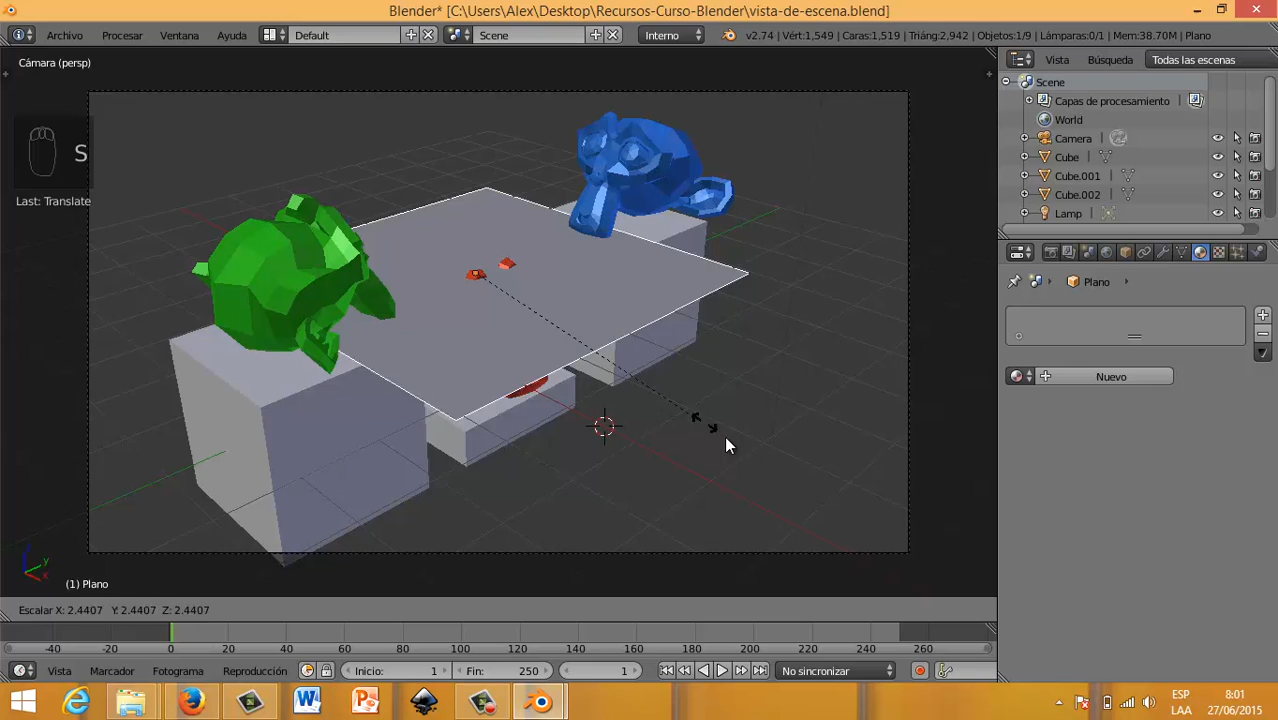 Blender* [C:\Users\Alex\Desktop\Recursos-Curso-Blender\vista-de-escena.blend]
Archivo Procesar Ventana Ayuda Default Scene Interno v2.74 | Vért:1,549 | Caras:1,519 | Triáng:2,942 | Objetos:1/9 | Lámparas:0/1 | Mem:38.70M | Plano
Cámara (persp)
S
Last: Translate
(1) Plano
Escalar X: 2.4407 Y: 2.4407 Z: 2.4407
Vista Búsqueda Todas las escenas
Scene
Capas de procesamiento
World
Camera
Cube
Cube.001
Cube.002
Lamp
Plano
Nuevo
-40 -20 0 20 40 60 80 100 120 140 160 180 200 220 240 260
Vista Marcador Fotograma Reproducción Inicio: 1 Fin: 250 1 No sincronizar
ESP 8:01
LAA 27/06/2015